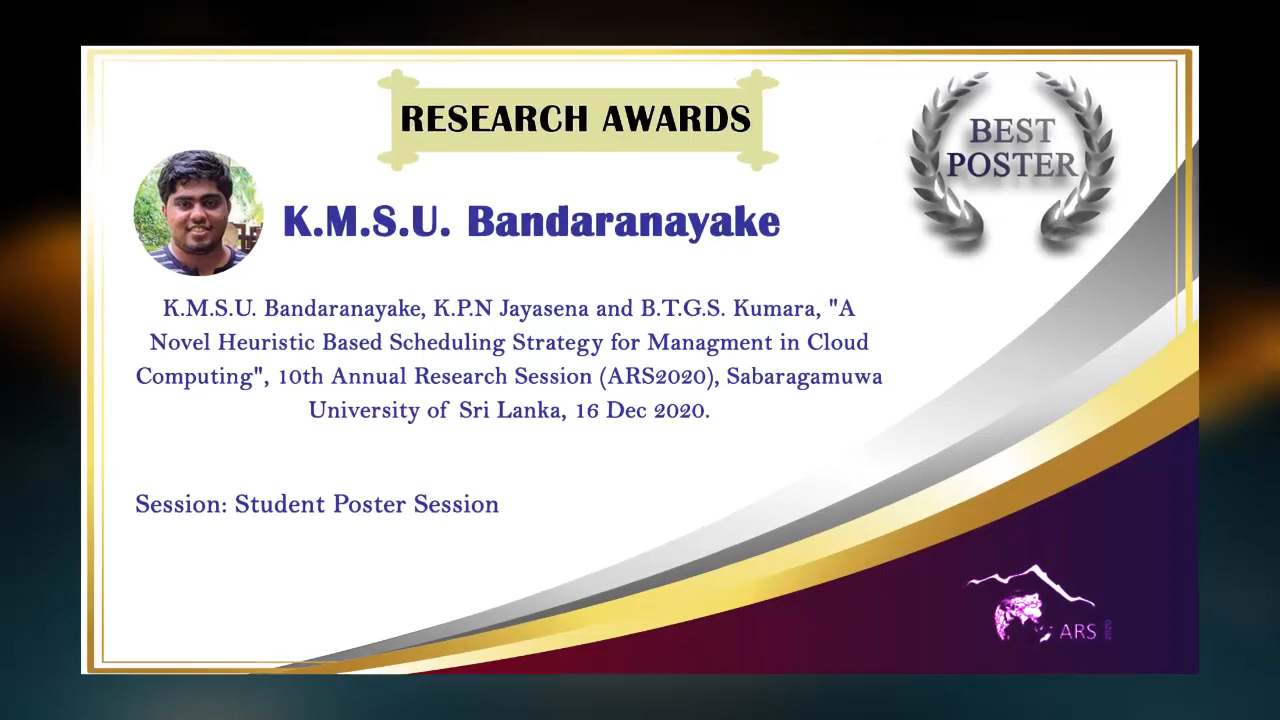 RESEARCH AWARDS
BEST
POSTER
K.M.S.U. Bandaranayake
K.M.S.U. Bandaranayake, K.P.N Jayasena and B.T.G.S. Kumara, "A
Novel Heuristic Based Scheduling Strategy for Managment in Cloud
Computing", 10th Annual Research Session (ARS2020), Sabaragamuwa
University of Sri Lanka, 16 Dec 2020.
Session: Student Poster Session
ARS 2020